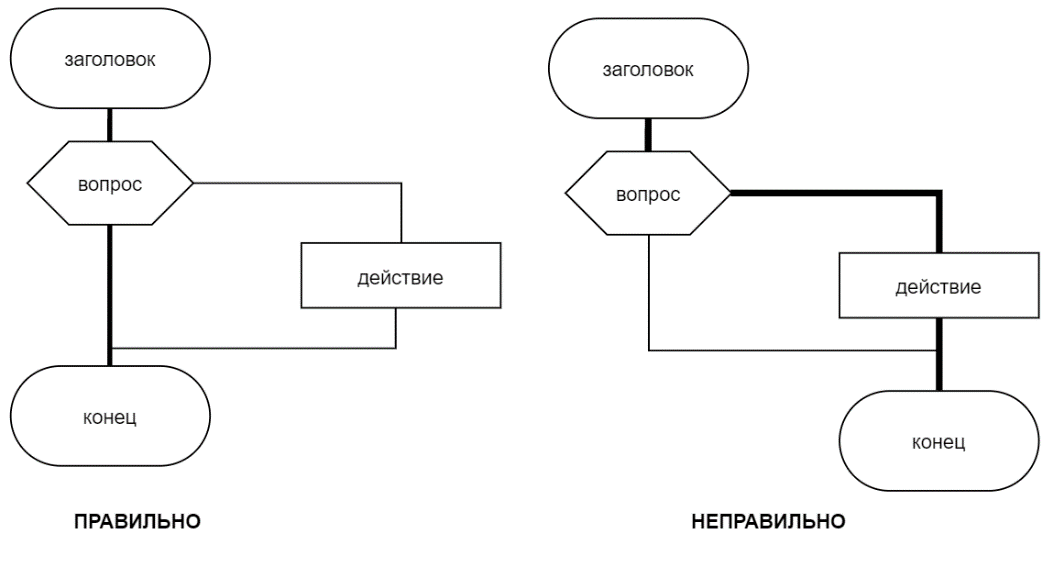 заголовок
вопрос
действие
конец
ПРАВИЛЬНО
заголовок
вопрос
действие
конец
НЕПРАВИЛЬНО